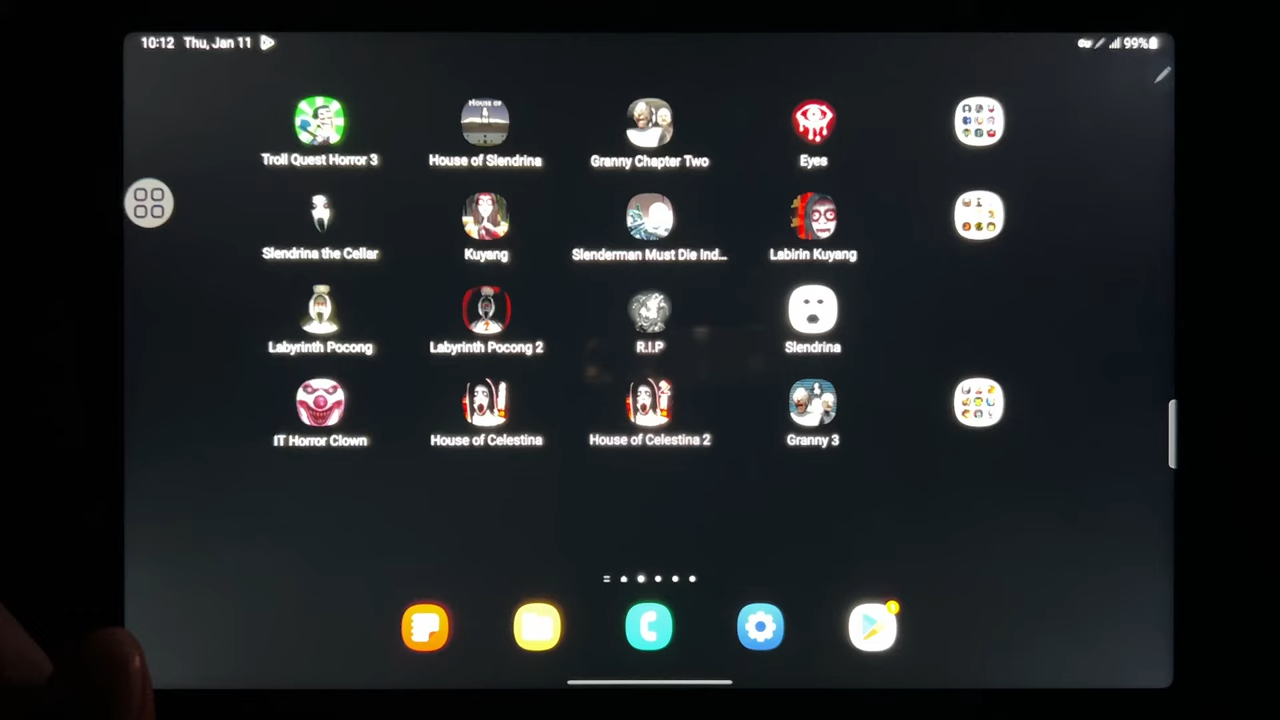 10:12 Thu, Jan 11
99%
Troll Quest Horror 3
House of Slendrina
Granny Chapter Two
Eyes
Slendrina the Cellar
Kuyang
Slenderman Must Die Ind...
Labirin Kuyang
Labyrinth Pocong
Labyrinth Pocong 2
R.I.P
Slendrina
IT Horror Clown
House of Celestina
House of Celestina 2
Granny 3